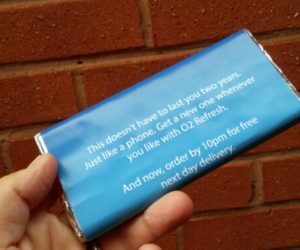 This doesn't have to last you two years.
Just like a phone. Get a new one whenever
you like with O2 Refresh.
And now, order by 10pm for free
next day delivery.